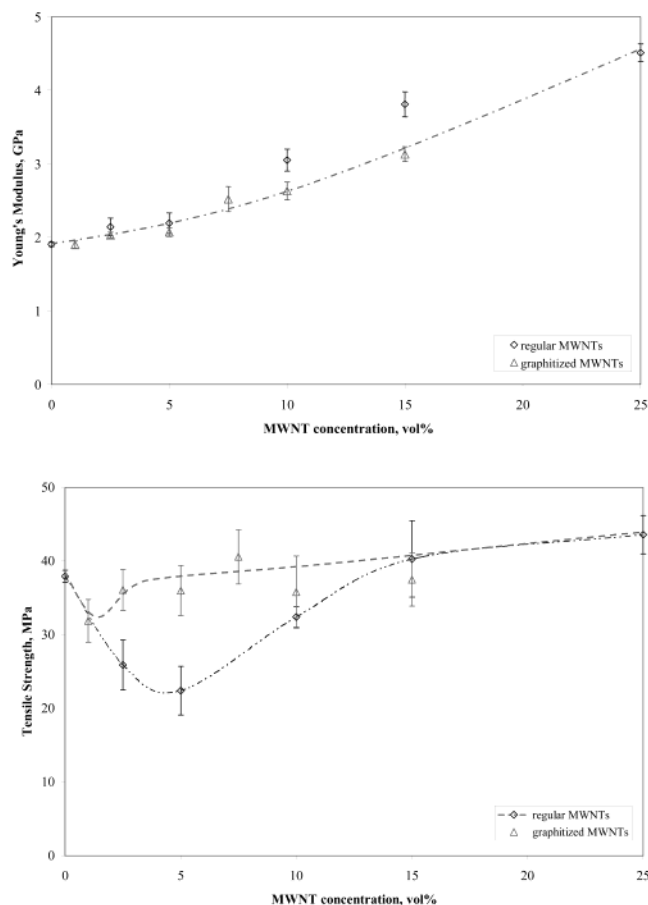 5
4
3
2
1
0
Young's Modulus, GPa
0 5 10 15 20 25
MWNT concentration, vol%
regular MWNTs
graphitized MWNTs
50
40
30
20
10
0
Tensile Strength, MPa
0 5 10 15 20 25
MWNT concentration, vol%
regular MWNTs
graphitized MWNTs